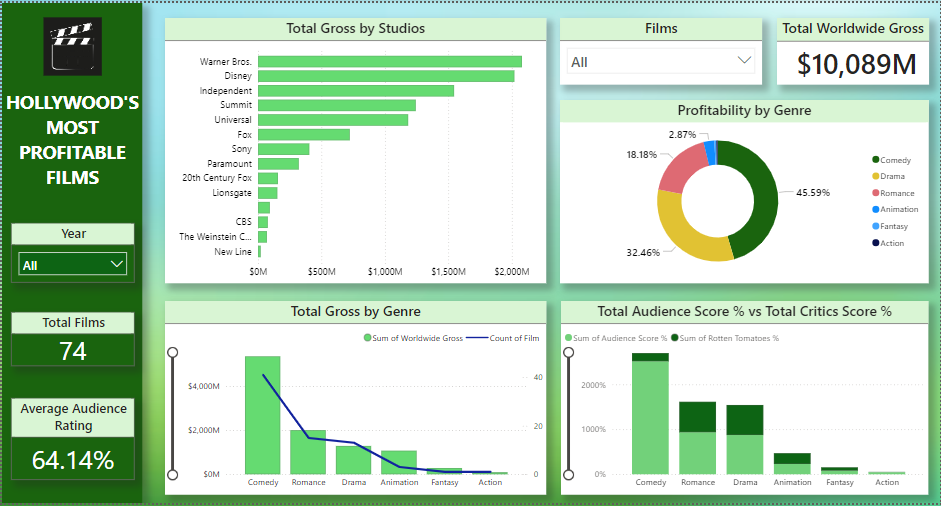 HOLLYWOOD'S
MOST
PROFITABLE
FILMS
Year
All
Total Films
74
Average Audience
Rating
64.14%
Total Gross by Studios
Warner Bros.
Disney
Independent
Summit
Universal
Fox
Sony
Paramount
20th Century Fox
Lionsgate
CBS
The Weinstein C...
New Line
$0M $500M $1,000M $1,500M $2,000M
Films
All
Total Worldwide Gross
$10,089M
Profitability by Genre
2.87%
18.18%
45.59%
32.46%
Comedy
Drama
Romance
Animation
Fantasy
Action
Total Gross by Genre
Sum of Worldwide Gross Count of Film
$4,000M
$2,000M
$0M
40
20
0
Comedy Romance Drama Animation Fantasy Action
Total Audience Score % vs Total Critics Score %
Sum of Audience Score % Sum of Rotten Tomatoes %
2000%
1000%
0%
Comedy Romance Drama Animation Fantasy Action